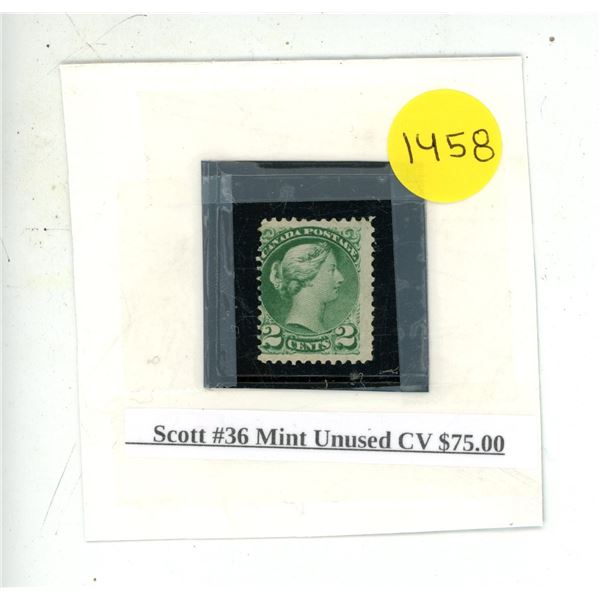 1458
CANADA POSTAGE
2 2
CENTS
Scott #36 Mint Unused CV $75.00